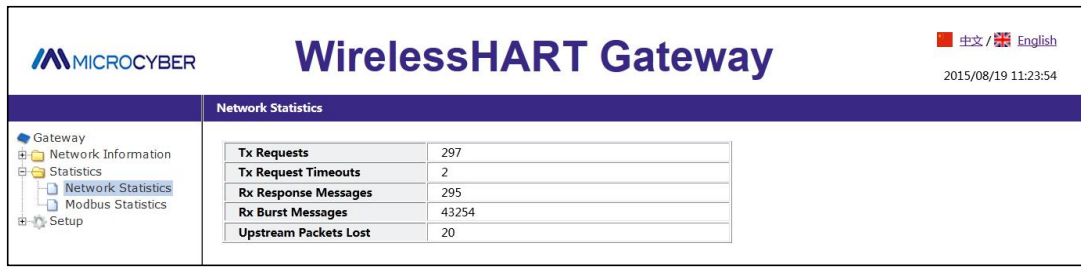 MICROCYBER
WirelessHART Gateway
中文 / English
2015/08/19 11:23:54
Network Statistics
Gateway
Network Information
Statistics
Network Statistics
Modbus Statistics
Setup
Tx Requests 297
Tx Request Timeouts 2
Rx Response Messages 295
Rx Burst Messages 43254
Upstream Packets Lost 20